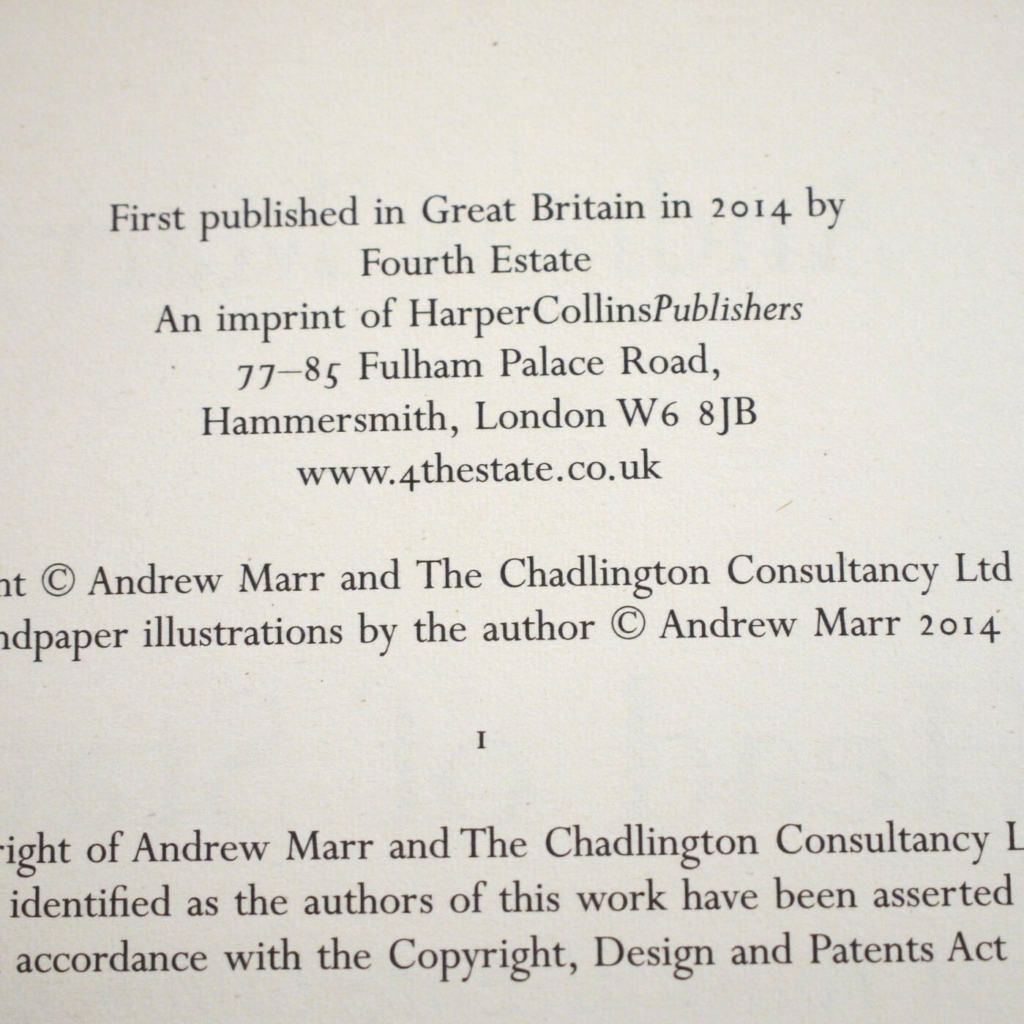 First published in Great Britain in 2014 by
Fourth Estate
An imprint of HarperCollinsPublishers
77–85 Fulham Palace Road,
Hammersmith, London W6 8JB
www.4thestate.co.uk
© Andrew Marr and The Chadlington Consultancy Ltd
illustrations by the author © Andrew Marr 2014
1
right of Andrew Marr and The Chadlington Consultancy
identified as the authors of this work have been asserted
accordance with the Copyright, Design and Patents Act